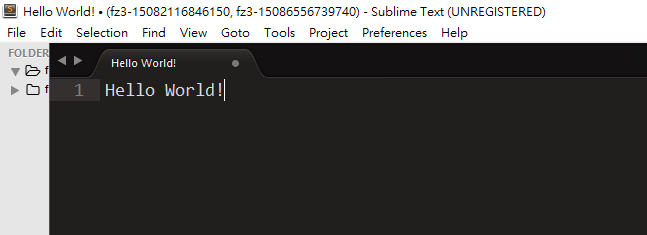 Hello World! • (fz3-15082116846150, fz3-15086556739740) - Sublime Text (UNREGISTERED)
File Edit Selection Find View Goto Tools Project Preferences Help
FOLDER
Hello World!
f
1 Hello World!
f